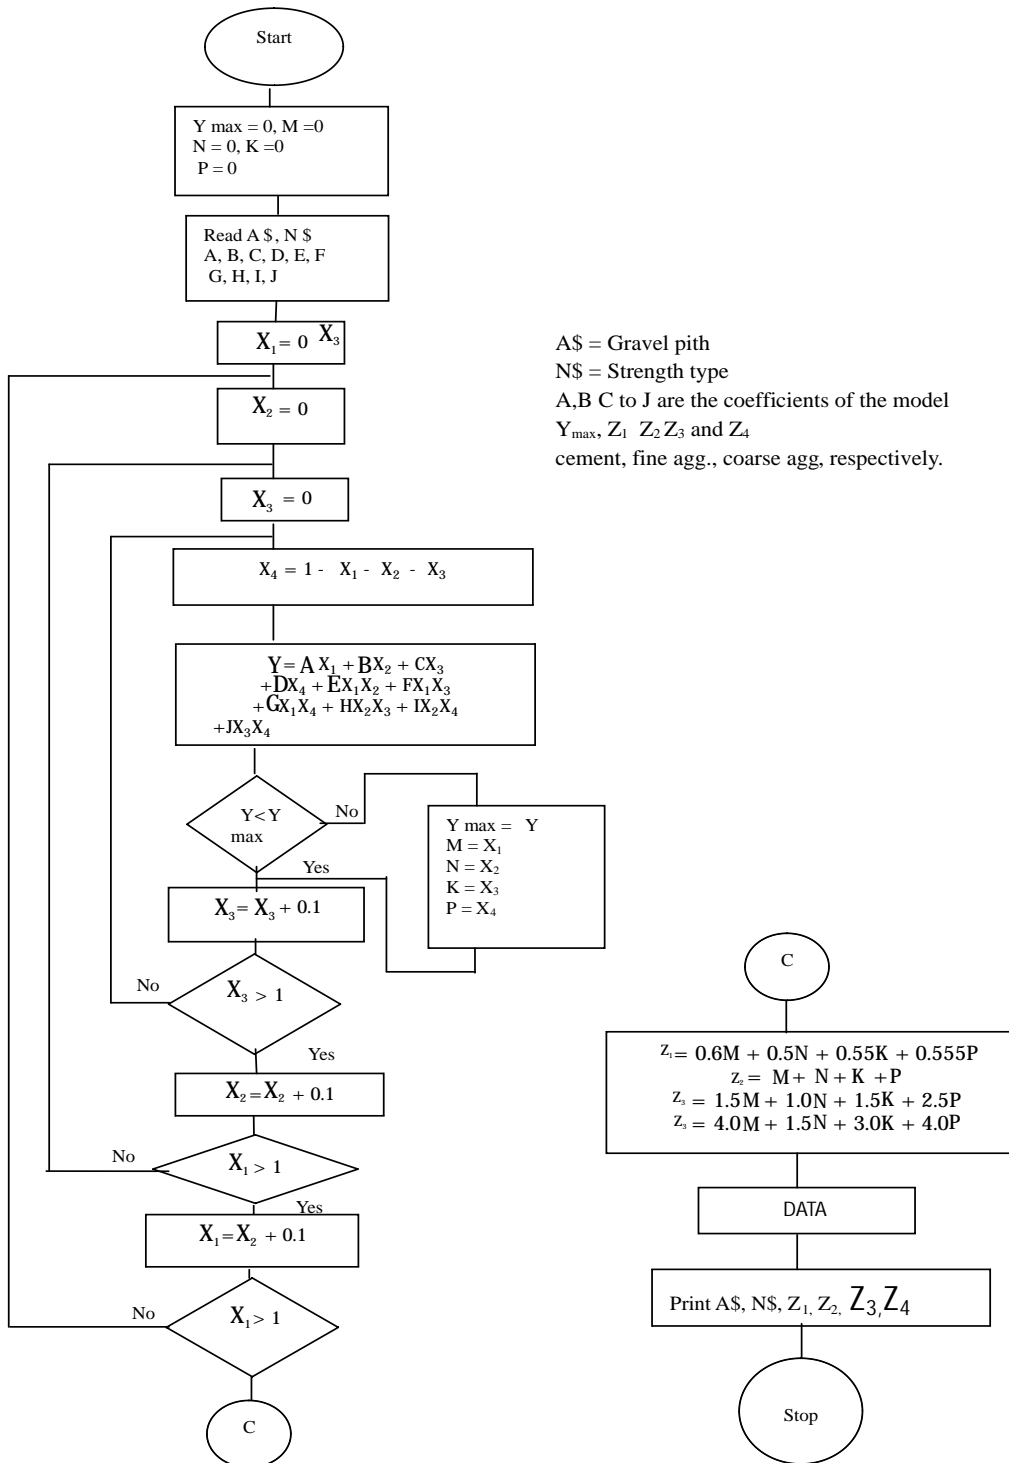 Start
Y max = 0, M =0
N = 0, K =0
P = 0
Read A $, N $
A, B, C, D, E, F
G, H, I, J
X₁ = 0 X₃
X₂ = 0
X₃ = 0
X₄ = 1 - X₁ - X₂ - X₃
Y= A X₁ + BX₂ + CX₃
+DX₄ + EX₁X₂ + FX₁X₃
+GX₁X₄ + HX₂X₃ + IX₂X₄
+JX₃X₄
Y< Y
max
No
Yes
Y max = Y
M = X₁
N = X₂
K = X₃
P = X₄
X₃= X₃ + 0.1
X₃ > 1
No
Yes
X₂=X₂ + 0.1
X₁ > 1
No
Yes
X₁=X₂ + 0.1
X₁ > 1
No
C
A$ = Gravel pith
N$ = Strength type
A,B C to J are the coefficients of the model
Yₘₐₓ, Z₁ Z₂ Z₃ and Z₄
cement, fine agg., coarse agg, respectively.
C
Z₁= 0.6M + 0.5N + 0.55K + 0.555P
Z₂= M+ N+ K +P
Z₃ = 1.5M + 1.0N + 1.5K + 2.5P
Z₃ = 4.0M + 1.5N + 3.0K + 4.0P
DATA
Print A$, N$, Z₁, Z₂, Z₃,Z₄
Stop